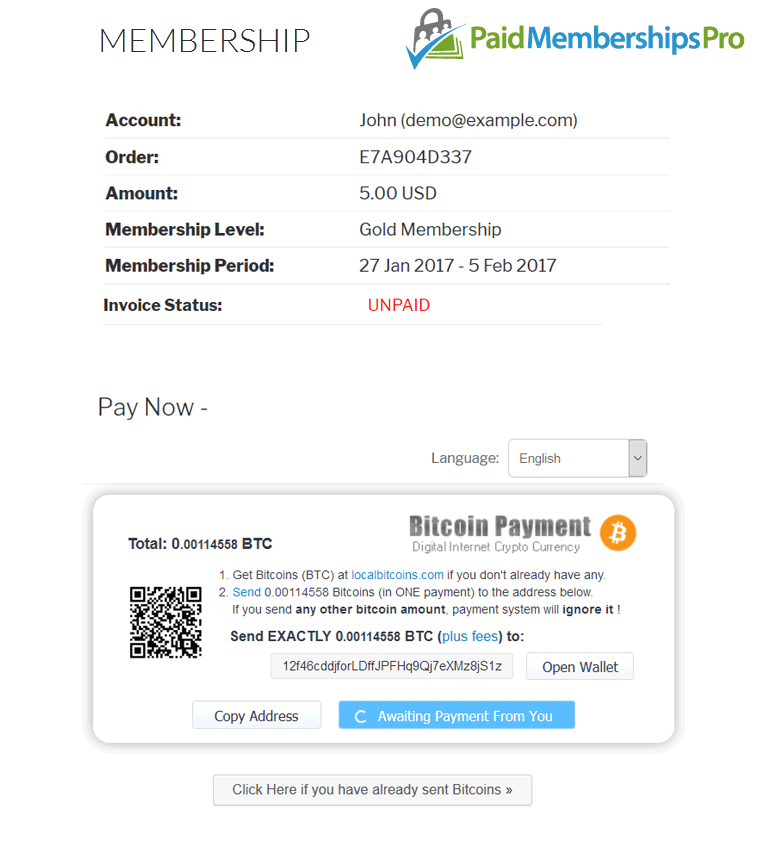 MEMBERSHIP
PaidMembershipsPro
Account: John (demo@example.com)
Order: E7A904D337
Amount: 5.00 USD
Membership Level: Gold Membership
Membership Period: 27 Jan 2017 - 5 Feb 2017
Invoice Status: UNPAID
Pay Now -
Language: English
Bitcoin Payment
Total: 0.00114558 BTC
Digital Internet Crypto Currency
1. Get Bitcoins (BTC) at localbitcoins.com if you don't already have any.
2. Send 0.00114558 Bitcoins (in ONE payment) to the address below.
If you send any other bitcoin amount, payment system will ignore it !
Send EXACTLY 0.00114558 BTC (plus fees) to:
12f46cddjforLDffJPFHq9Qj7eXMz8jS1z Open Wallet
Copy Address Awaiting Payment From You
Click Here if you have already sent Bitcoins »